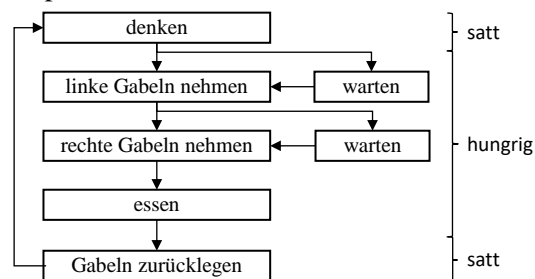 denken
satt
linke Gabeln nehmen
warten
rechte Gabeln nehmen
warten
hungrig
essen
Gabeln zurücklegen
satt